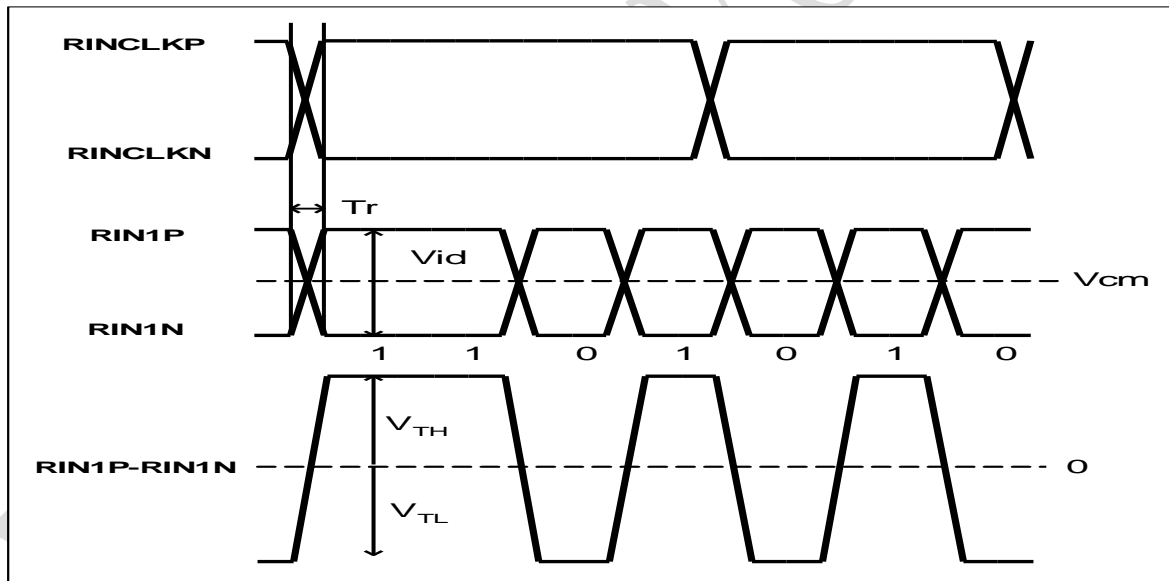 RINCLKP
RINCLKN
Tr
RIN1P
Vid
Vcm
RIN1N
1 1 0 1 0 1 0
VTH
RIN1P-RIN1N
0
VTL